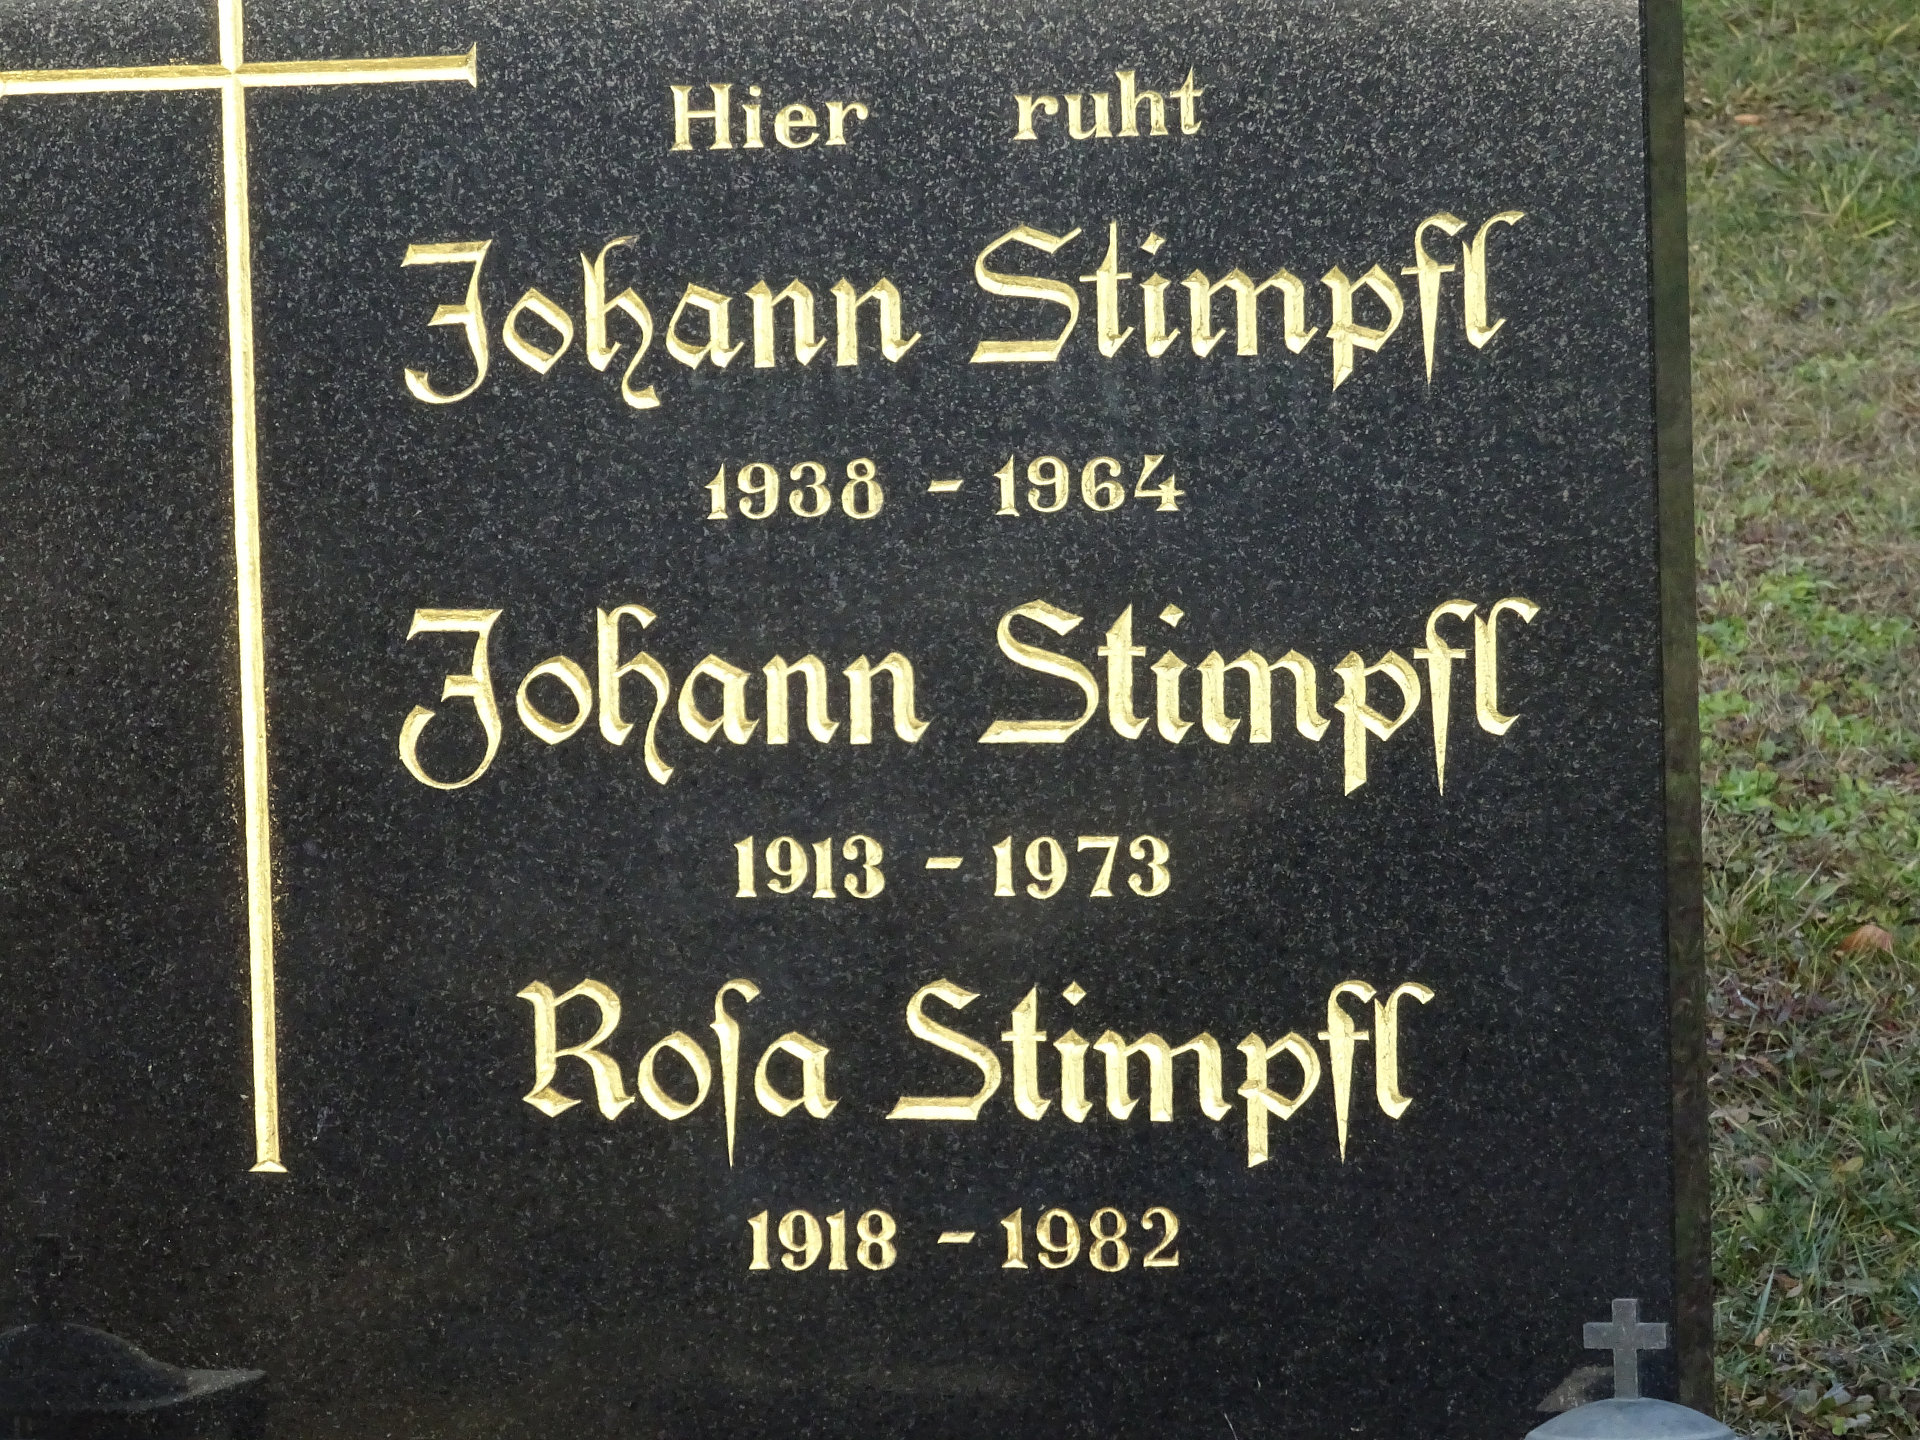 Hier ruht
Johann Stimpfl
1938 - 1964
Johann Stimpfl
1913 - 1973
Roſa Stimpfl
1918 - 1982